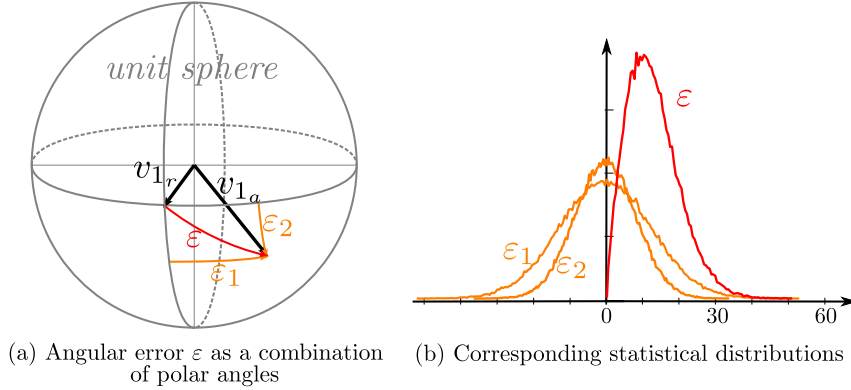 unit sphere
v1r
v1a
ε
ε2
ε1
(a) Angular error ε as a combination
of polar angles
ε
ε1
ε2
0 30 60
(b) Corresponding statistical distributions